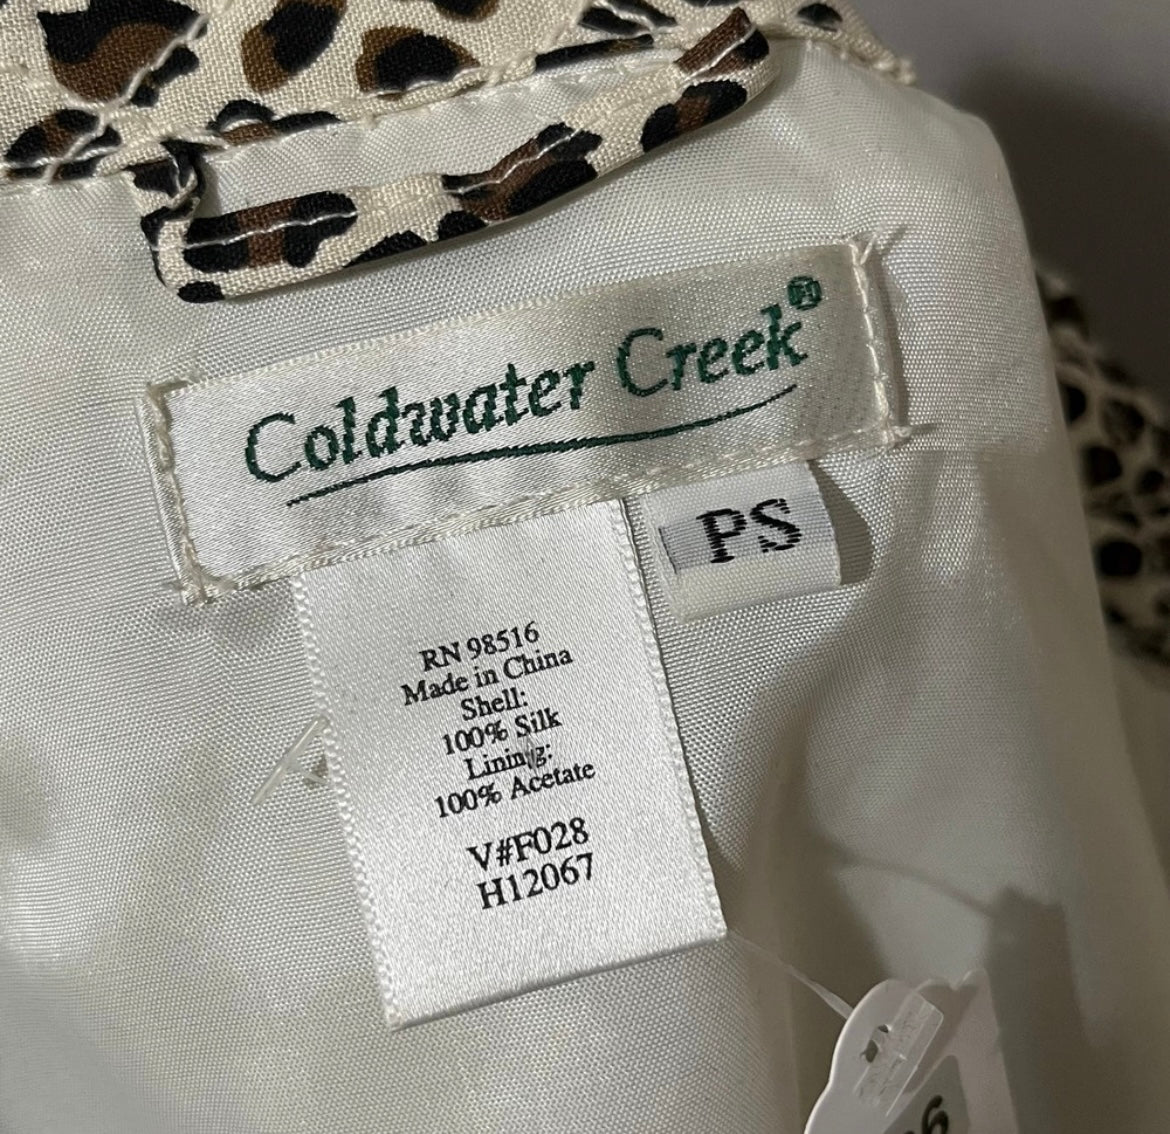 Coldwater Creek®
PS
RN 98516
Made in China
Shell:
100% Silk
Lining:
100% Acetate
V#F028
H12067